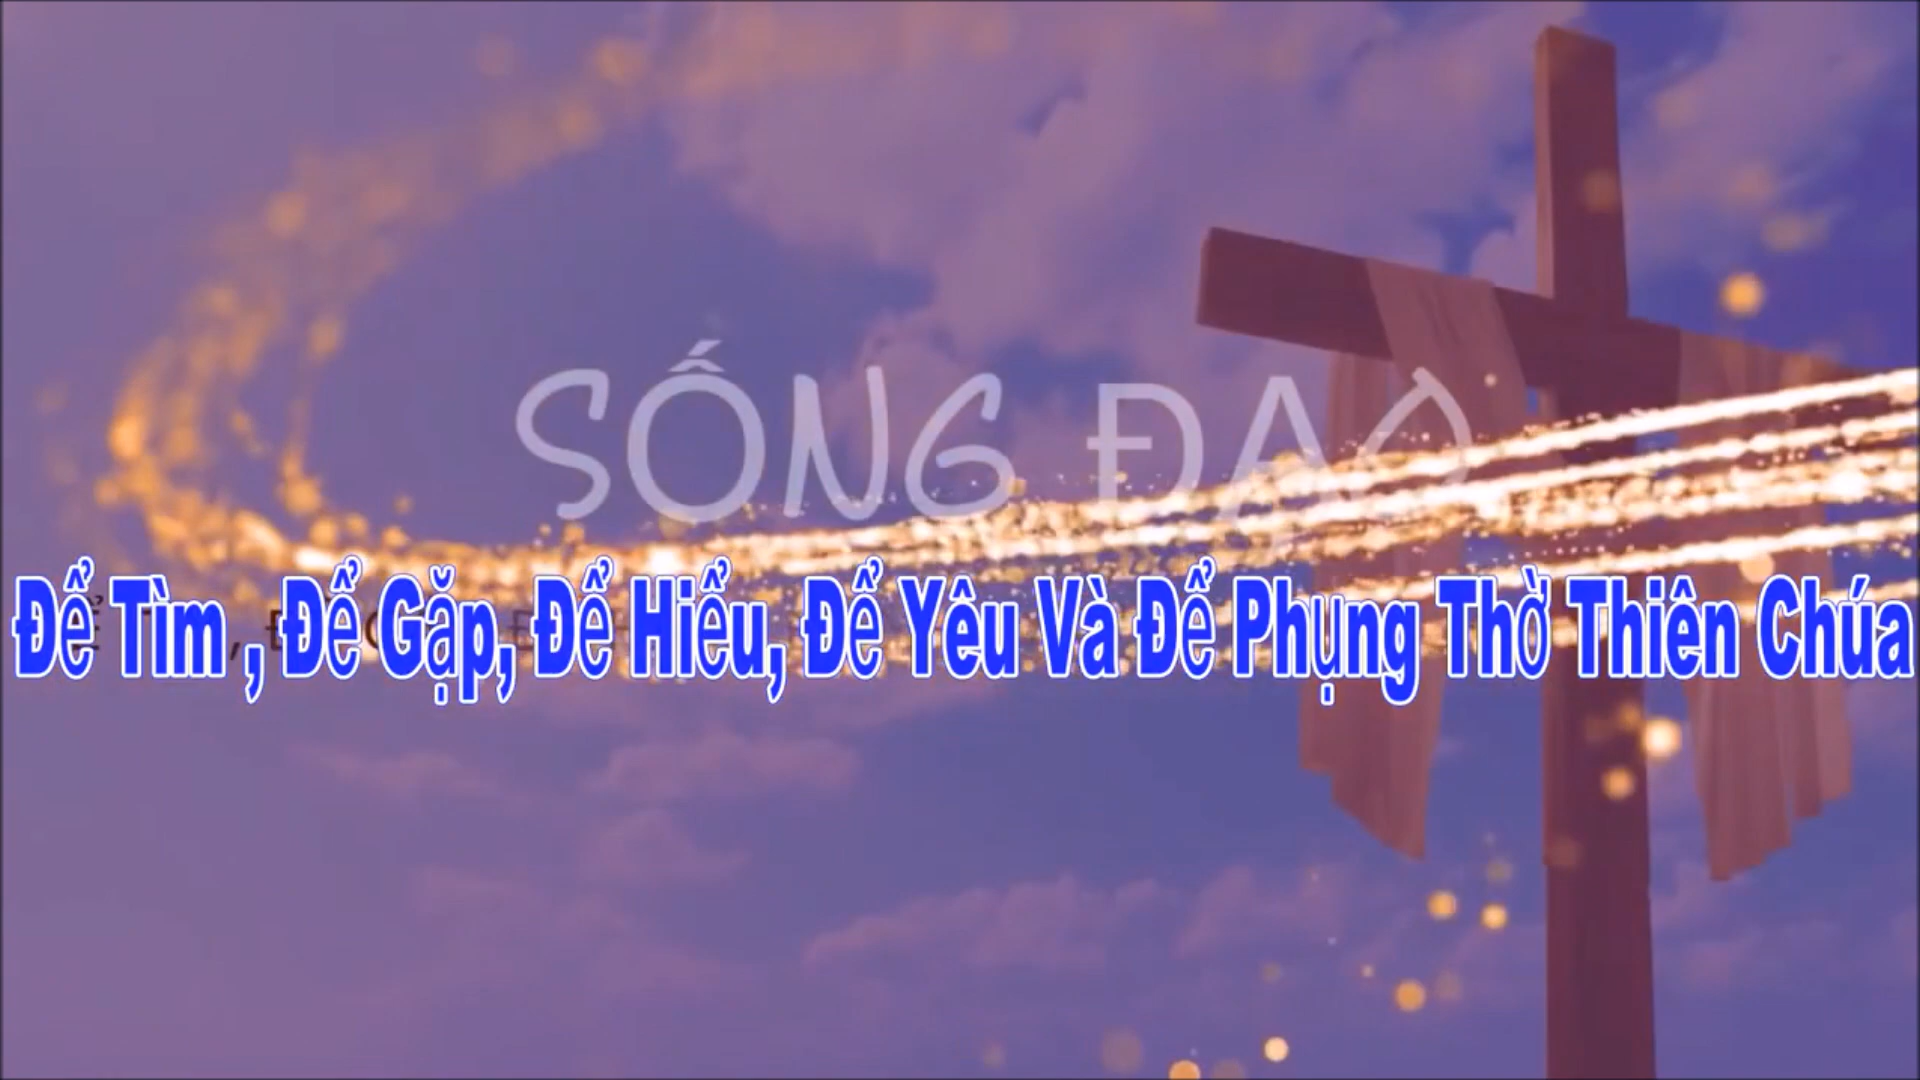 SỐNG ĐẠO
Để Tìm , Để Gặp, Để Hiểu, Để Yêu Và Để Phụng Thờ Thiên Chúa